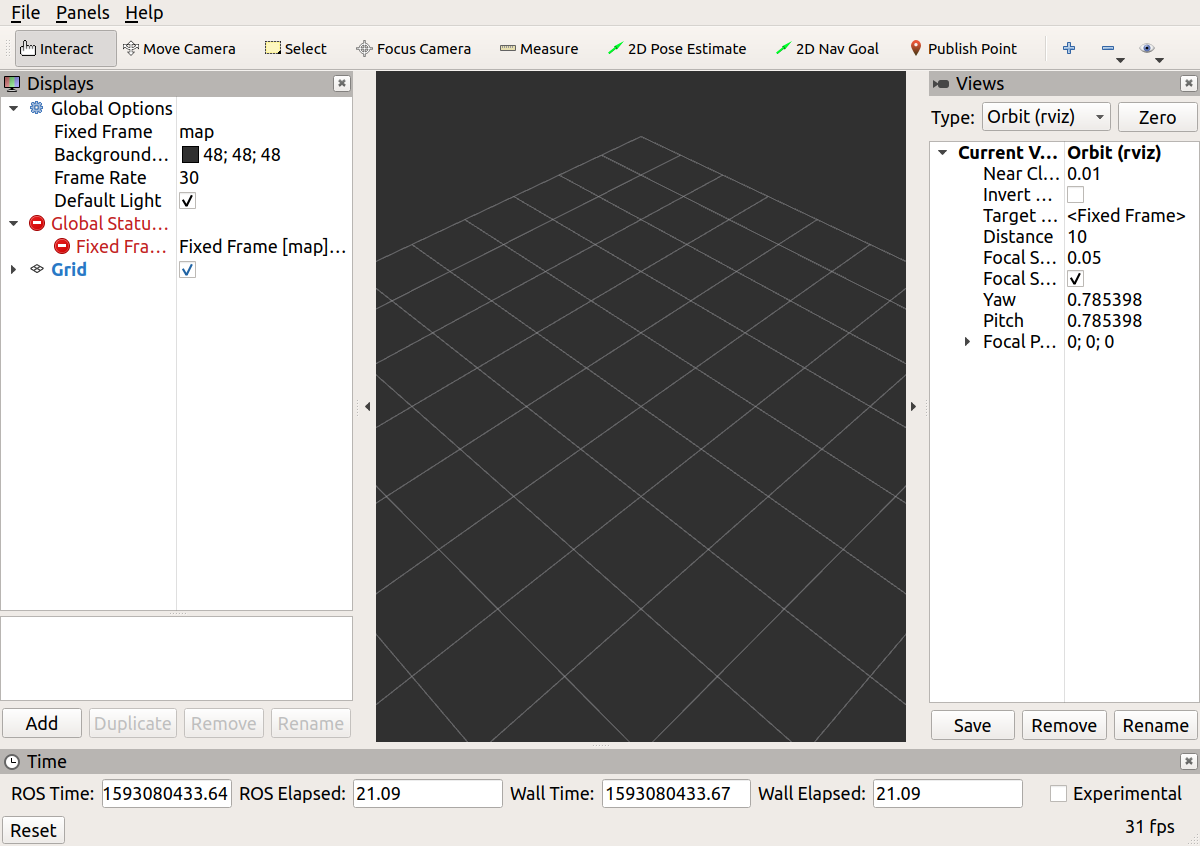 File Panels Help
Interact Move Camera Select Focus Camera Measure 2D Pose Estimate 2D Nav Goal Publish Point
Displays
Global Options
Fixed Frame map
Background... 48; 48; 48
Frame Rate 30
Default Light
Global Statu...
Fixed Fra... Fixed Frame [map]...
Grid
Add Duplicate Remove Rename
Views
Type: Orbit (rviz) Zero
Current V... Orbit (rviz)
Near Cl... 0.01
Invert ...
Target ... <Fixed Frame>
Distance 10
Focal S... 0.05
Focal S...
Yaw 0.785398
Pitch 0.785398
Focal P... 0; 0; 0
Save Remove Rename
Time
ROS Time: 1593080433.64 ROS Elapsed: 21.09 Wall Time: 1593080433.67 Wall Elapsed: 21.09 Experimental
Reset 31 fps